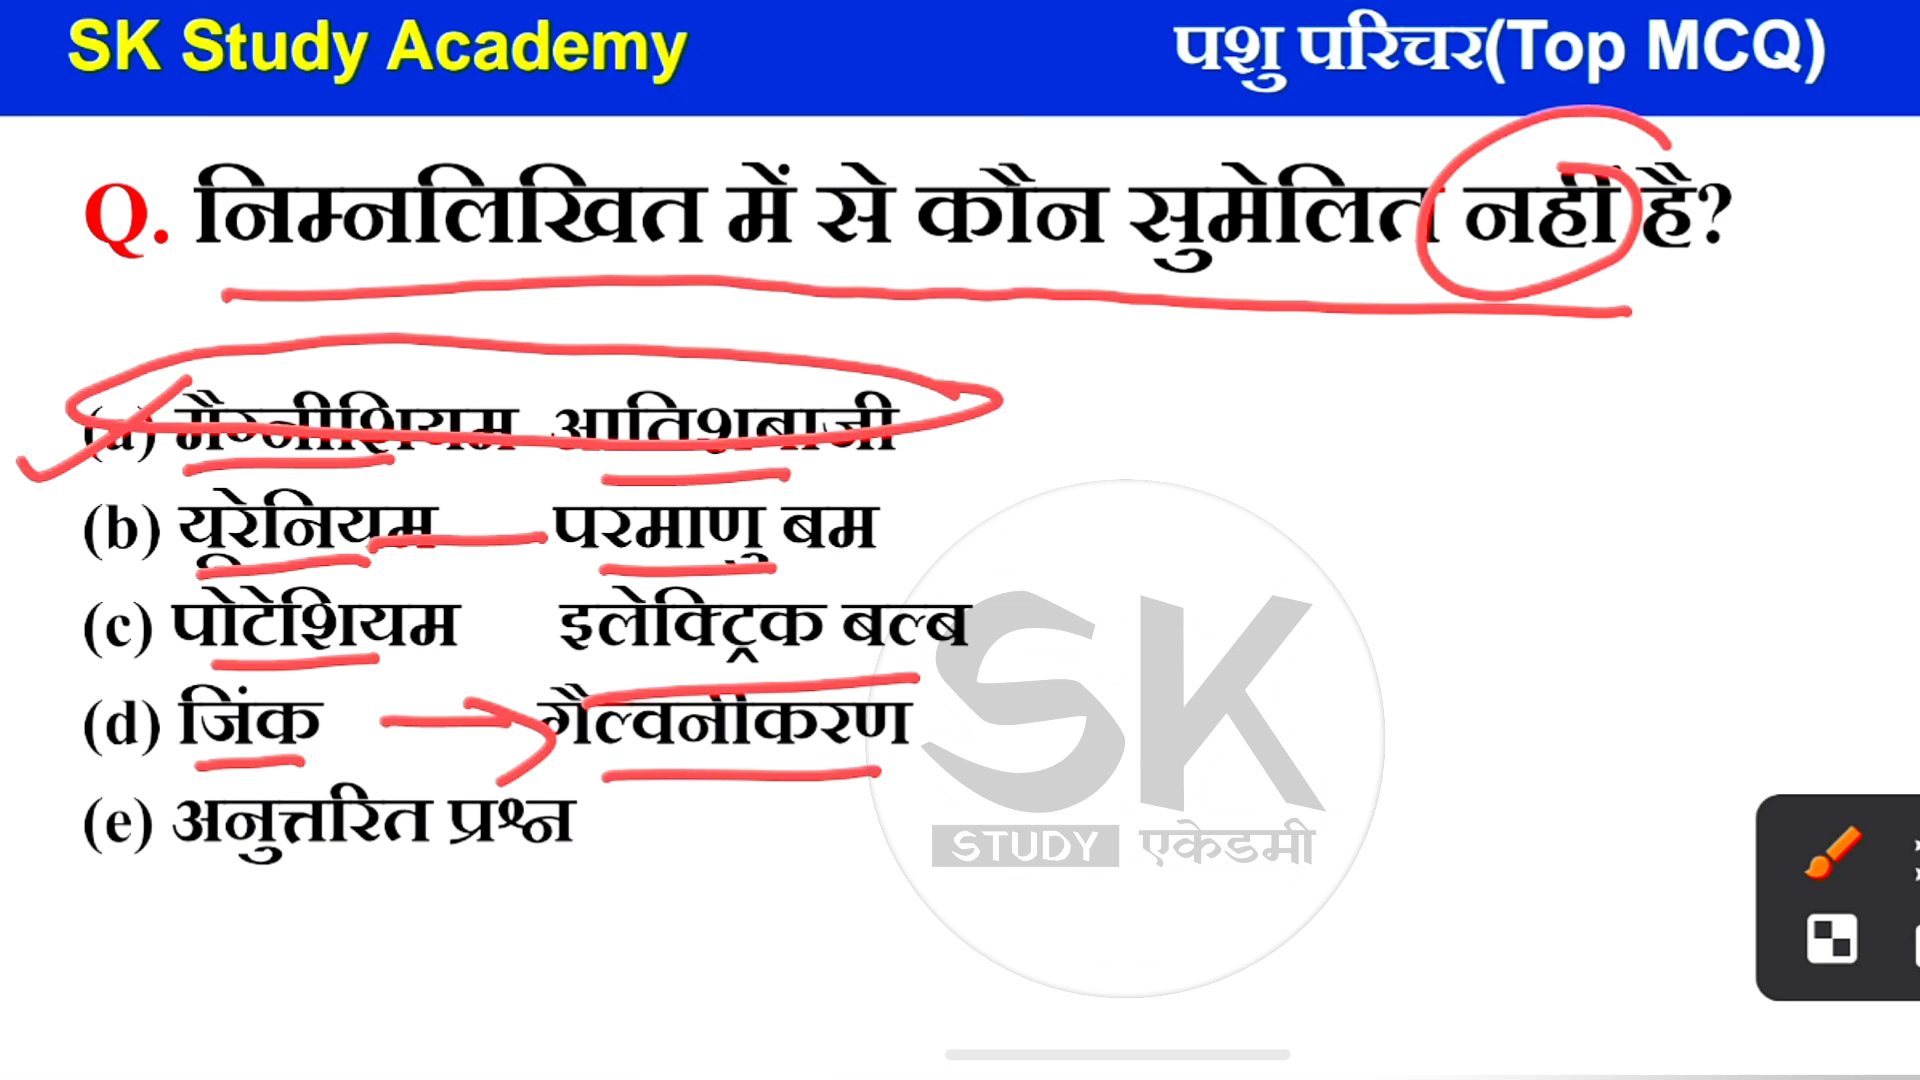 SK Study Academy
पशु परिचर(Top MCQ)
Q. निम्नलिखित में से कौन सुमेलित नहीं है?
(a) मैग्नीशियम आतिशबाजी
(b) यूरेनियम परमाणु बम
(c) पोटेशियम इलेक्ट्रिक बल्ब
(d) जिंक गैल्वनीकरण
(e) अनुत्तरित प्रश्न
SK
STUDY एकेडमी